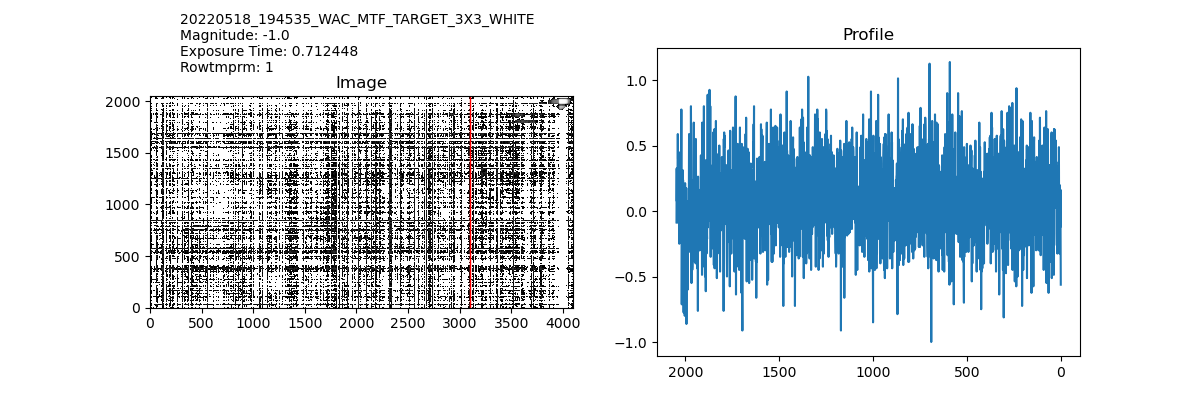 20220518_194535_WAC_MTF_TARGET_3X3_WHITE
Magnitude: -1.0
Exposure Time: 0.712448
Rowtmprm: 1
Image
2000
1500
1000
500
0
0 500 1000 1500 2000 2500 3000 3500 4000
Profile
1.0
0.5
0.0
−0.5
−1.0
2000 1500 1000 500 0